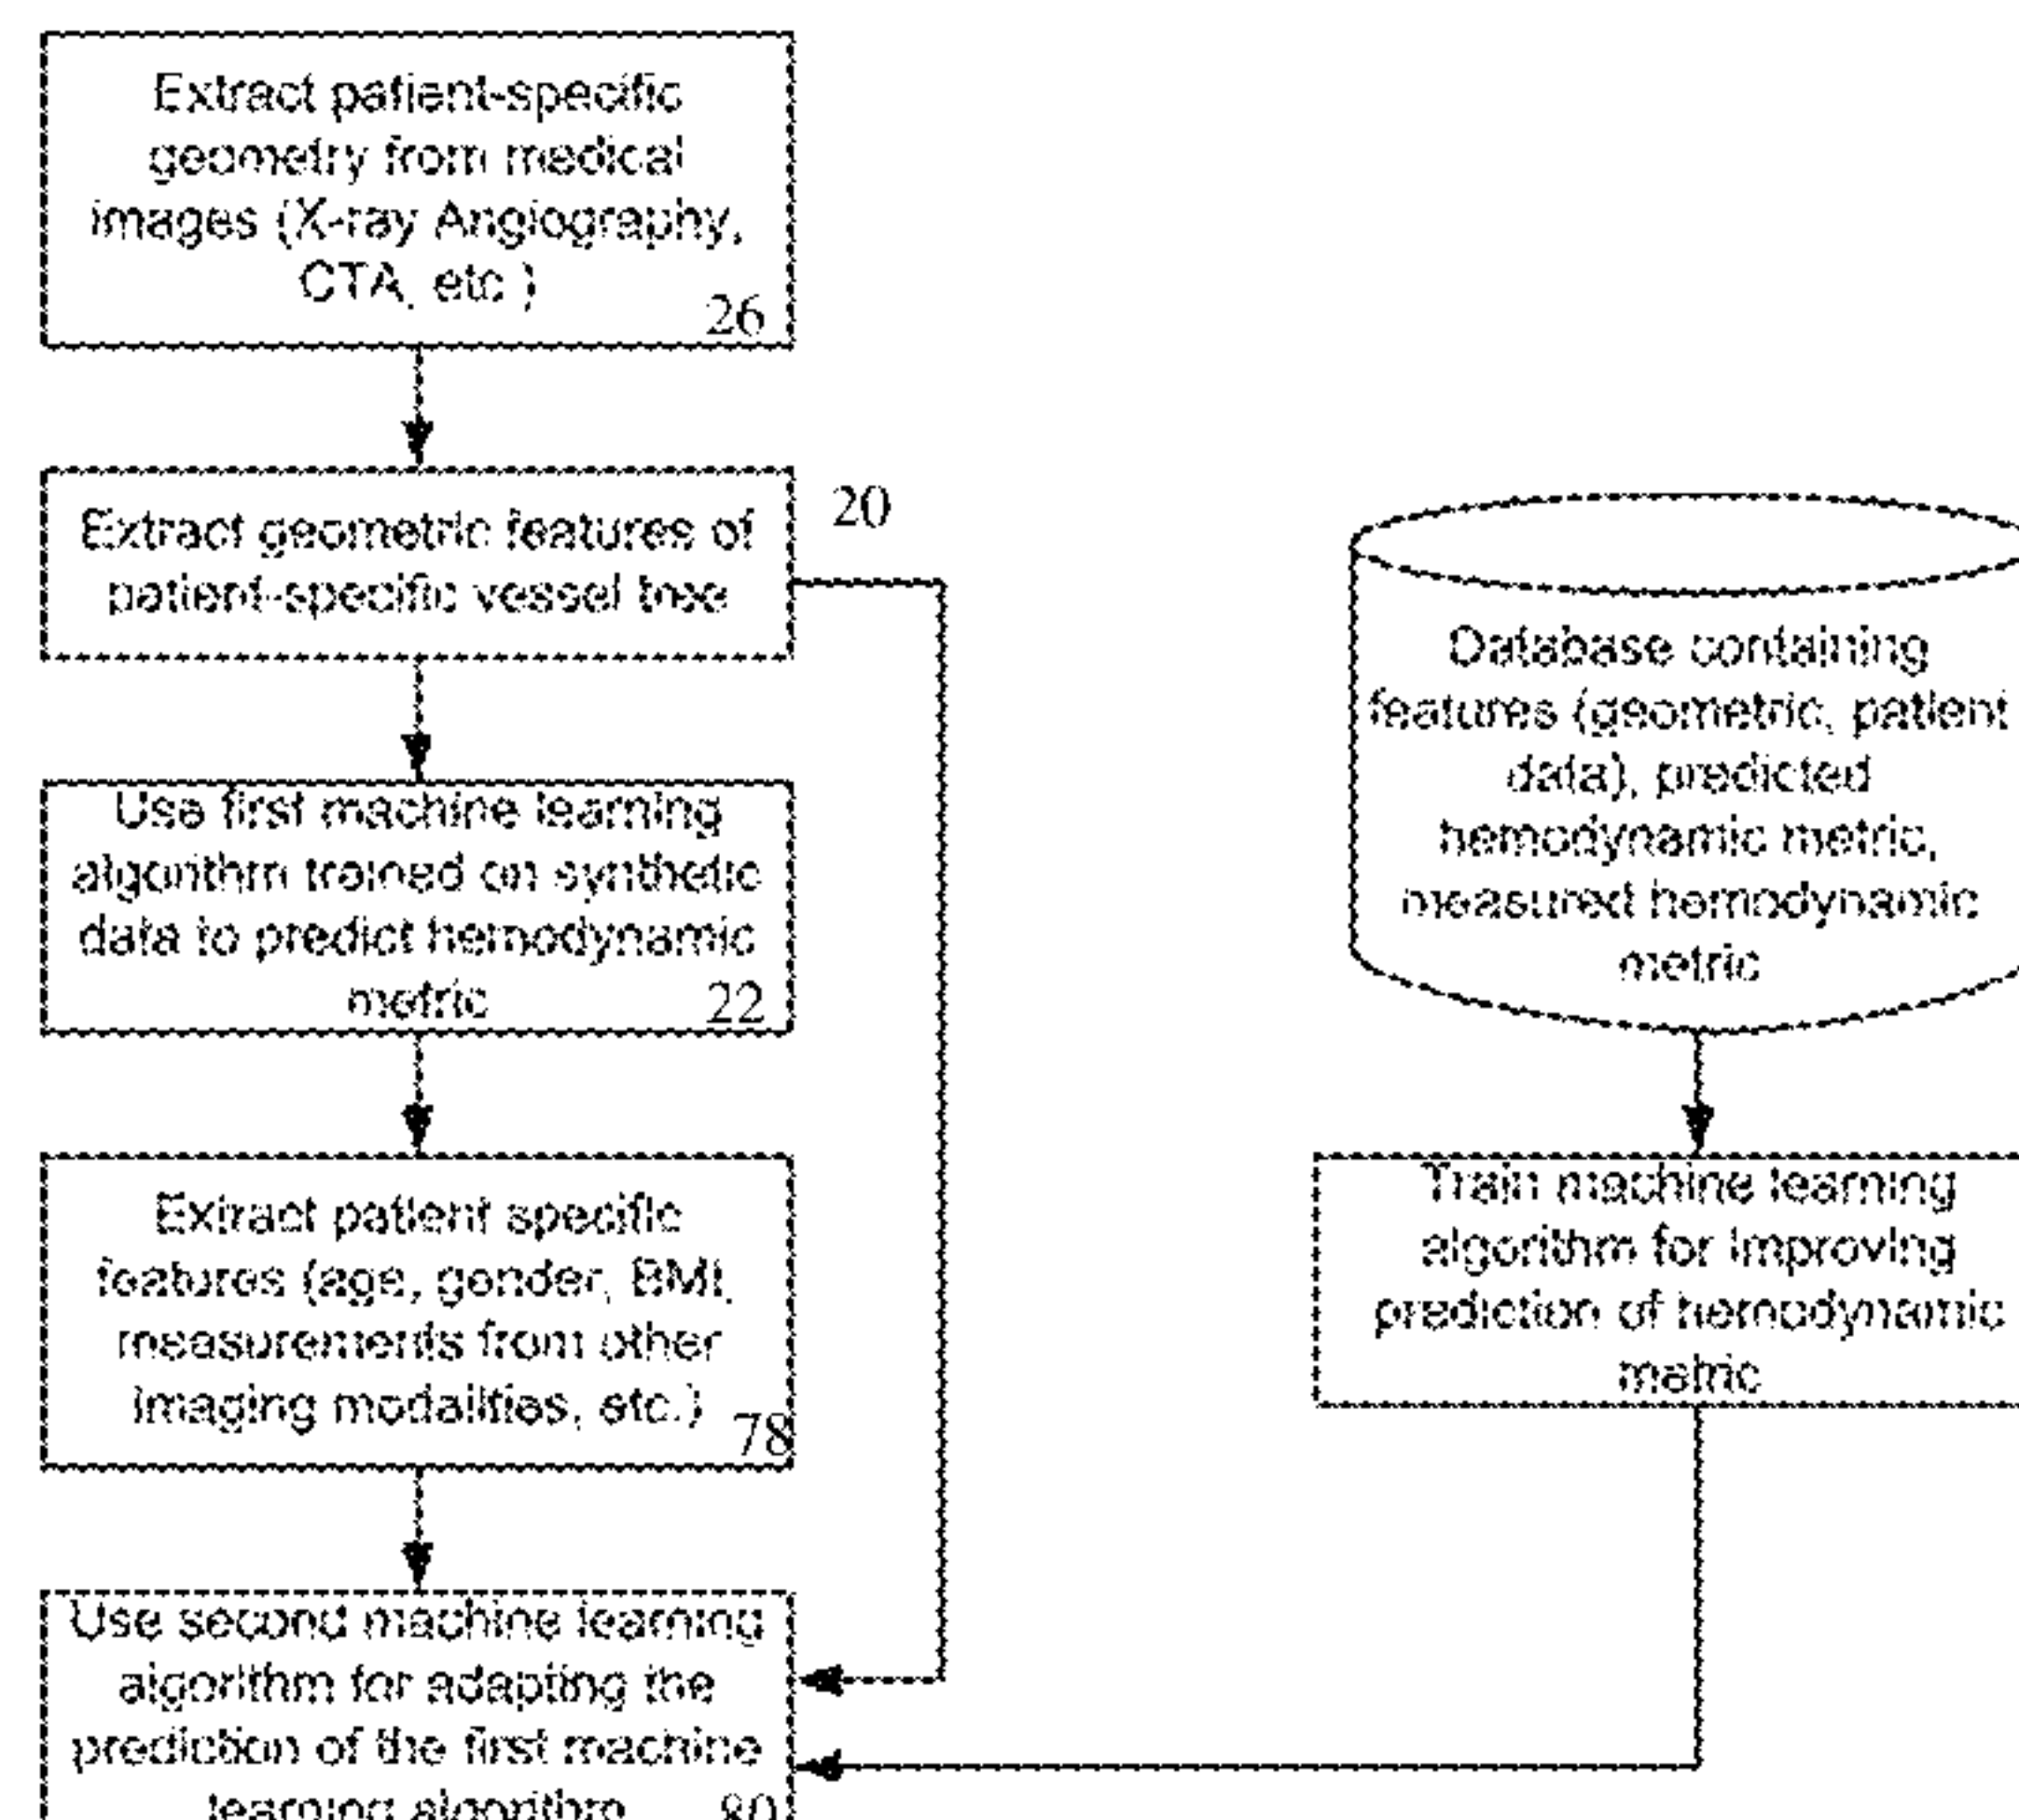 Extract patient-specific
geometry from medical
images (X-ray Angiography,
CTA, etc.)
26
Extract geometric features of
patient-specific vessel tree
20
Use first machine learning
algorithm trained on synthetic
data to predict hemodynamic
metric
22
Extract patient specific
features (age, gender, BMI,
measurements from other
imaging modalities, etc.)
78
Use second machine learning
algorithm for adapting the
prediction of the first machine
learning algorithm
80
Database containing
features (geometric, patient
data), predicted
hemodynamic metric,
measured hemodynamic
metric
Train machine learning
algorithm for improving
prediction of hemodynamic
metric